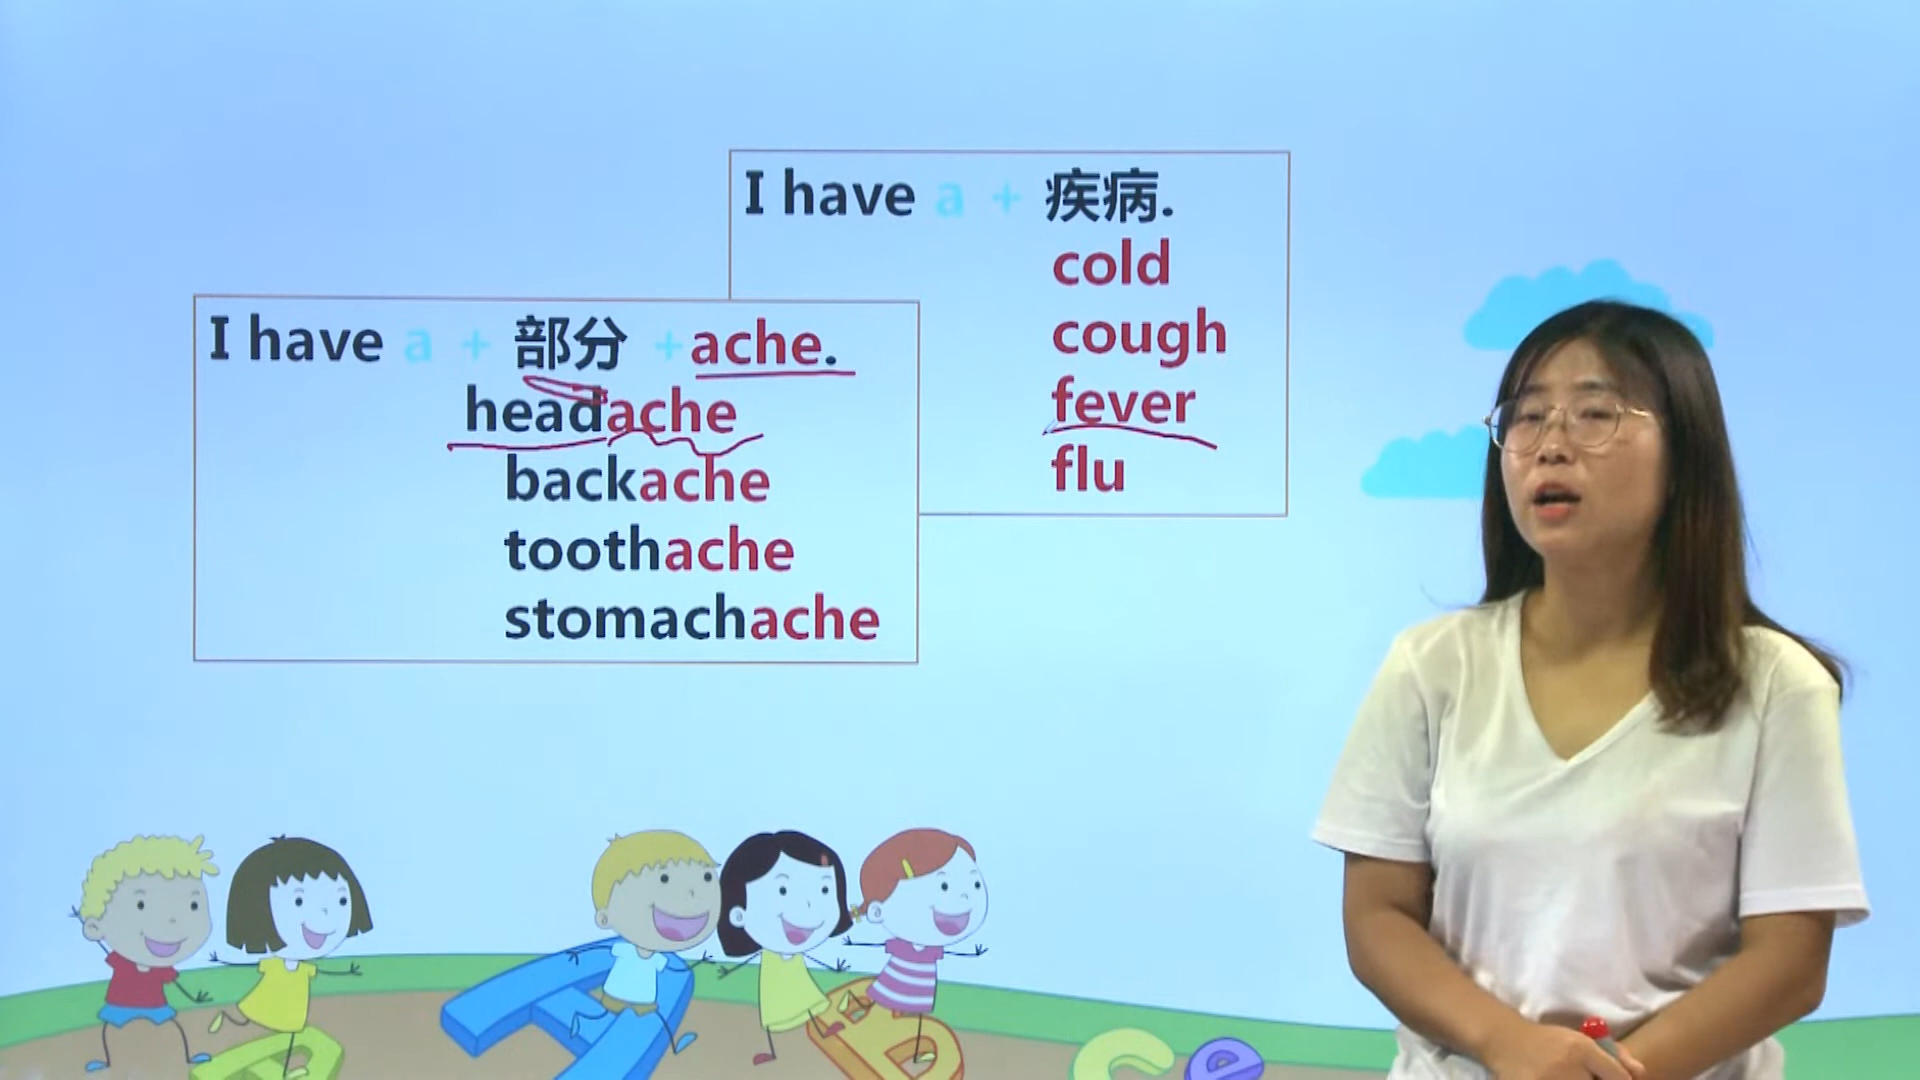 I have a + 疾病.
cold
cough
fever
flu
I have a + 部分 +ache.
headache
backache
toothache
stomachache